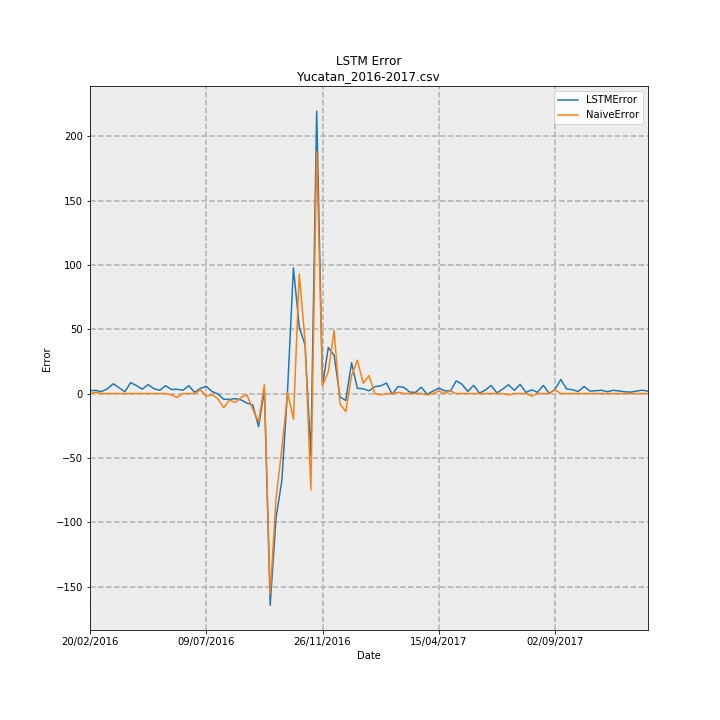 LSTM Error
Yucatan_2016-2017.csv
LSTMError
NaiveError
200
150
100
50
0
−50
−100
−150
Error
20/02/2016
09/07/2016
26/11/2016
15/04/2017
02/09/2017
Date